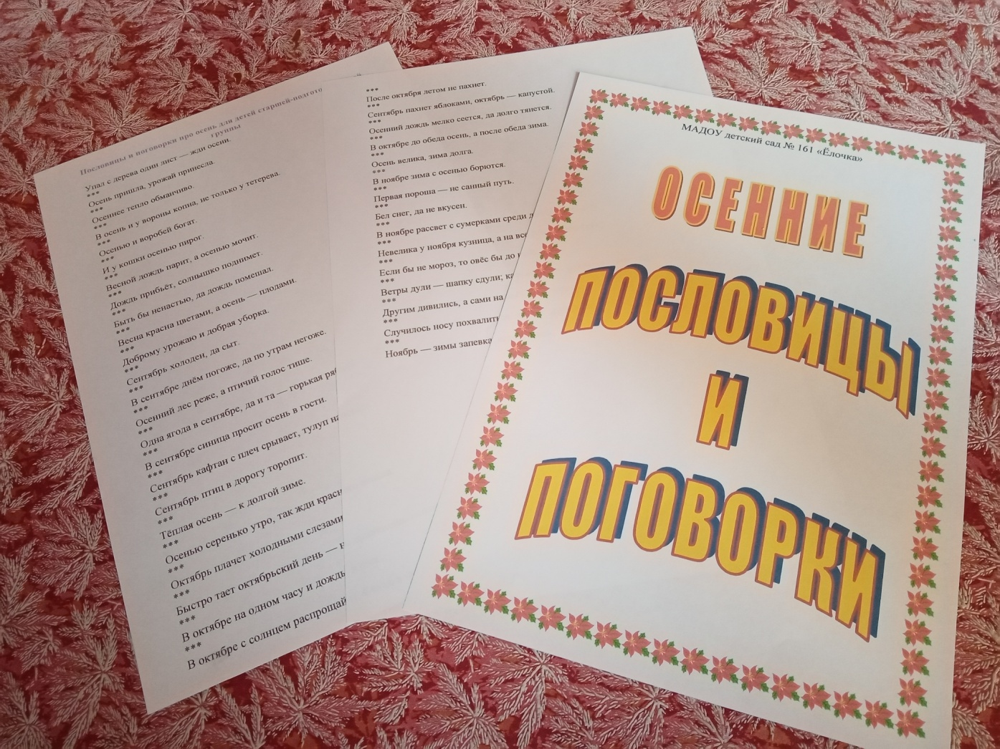 Пословицы и поговорки про осень для детей старшей-подгото
группы
Упал с дерева один лист — жди осени.
***
Осень пришла, урожай принесла.
***
Осеннее тепло обманчиво.
***
В осень и у вороны копна, не только у тетерева.
***
Осенью и воробей богат.
***
И у кошки осенью пирог.
***
Весной дождь парит, а осенью мочит.
***
Дождь прибьёт, солнышко поднимет.
***
Быть бы ненастью, да дождь помешал.
***
Весна красна цветами, а осень — плодами.
***
Доброму урожаю и добрая уборка.
***
Сентябрь холоден, да сыт.
***
В сентябре днём погоже, да по утрам негоже.
***
Осенний лес реже, а птичий голос тише.
***
Одна ягода в сентябре, да и та — горькая ря
***
В сентябре синица просит осень в гости.
***
Сентябрь кафтан с плеч срывает, тулуп на
***
Сентябрь птиц в дорогу торопит.
***
Тёплая осень — к долгой зиме.
***
Осенью серенько утро, так жди красн
***
Октябрь плачет холодными слезами
***
Быстро тает октябрьский день —
***
В октябре на одном часу и дождь
***
В октябре с солнцем распрощай
***
После октября летом не пахнет.
***
Сентябрь пахнет яблоками, октябрь — капустой.
***
Осенний дождь мелко сеется, да долго тянется.
***
В октябре до обеда осень, а после обеда зима.
***
Осень велика, зима долга.
***
В ноябре зима с осенью борются.
***
Первая пороша — не санный путь.
***
Бел снег, да не вкусен.
***
В ноябре рассвет с сумерками среди д
***
Невелика у ноября кузница, а на все
***
Если бы не мороз, то овёс бы до
***
Ветры дули — шапку сдули; ка
***
Другим дивились, а сами на
***
Случилось носу похвалить
***
Ноябрь — зимы запевка
МАДОУ детский сад № 161 «Ёлочка»
ОСЕННИЕ
ПОСЛОВИЦЫ
И
ПОГОВОРКИ